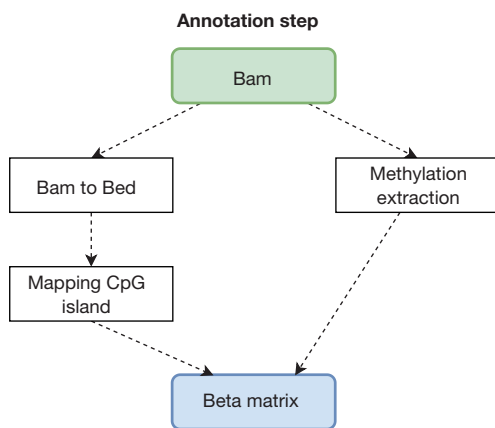 Annotation step
Bam
Bam to Bed
Methylation
extraction
Mapping CpG
island
Beta matrix